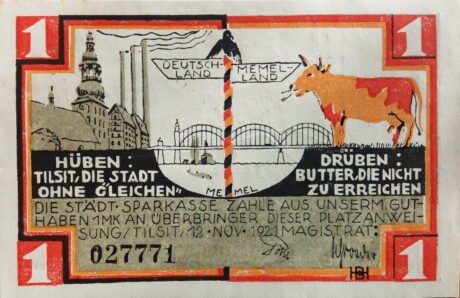 1 1
DEUTSCH- MEMEL-
LAND LAND
HÜBEN: DRÜBEN:
TILSIT, DIE STADT BUTTER, DIE NICHT
OHNE GLEICHEN" ZU ERREICHEN
MEMEL
DIE STÄDT. SPARKASSE ZAHLE AUS UNSERM GUT-
HABEN 1 MK AN ÜBERBRINGER DIESER PLATZANWEI-
SUNG/TILSIT, 12. NOV. 1921 MAGISTRAT:
027771
1 1